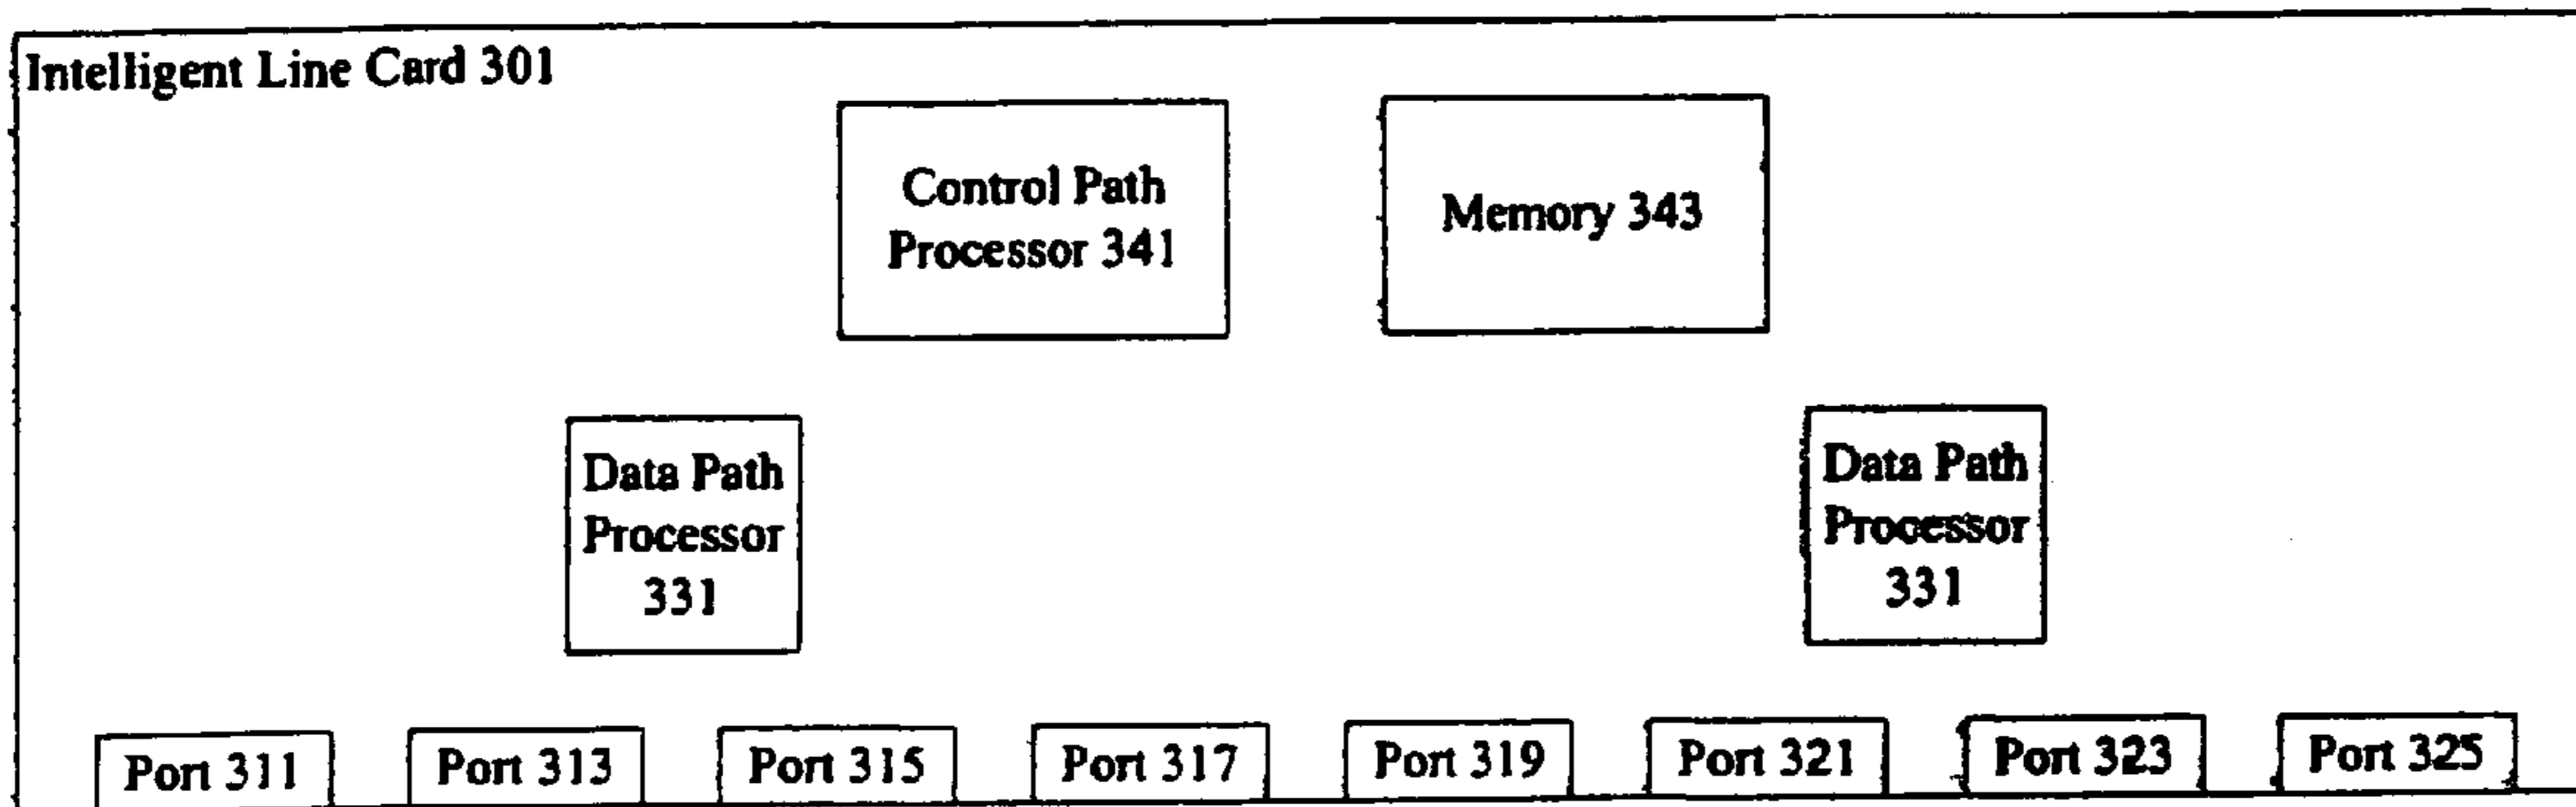 Intelligent Line Card 301
Control Path
Processor 341
Memory 343
Data Path
Processor
331
Data Path
Processor
331
Port 311
Port 313
Port 315
Port 317
Port 319
Port 321
Port 323
Port 325